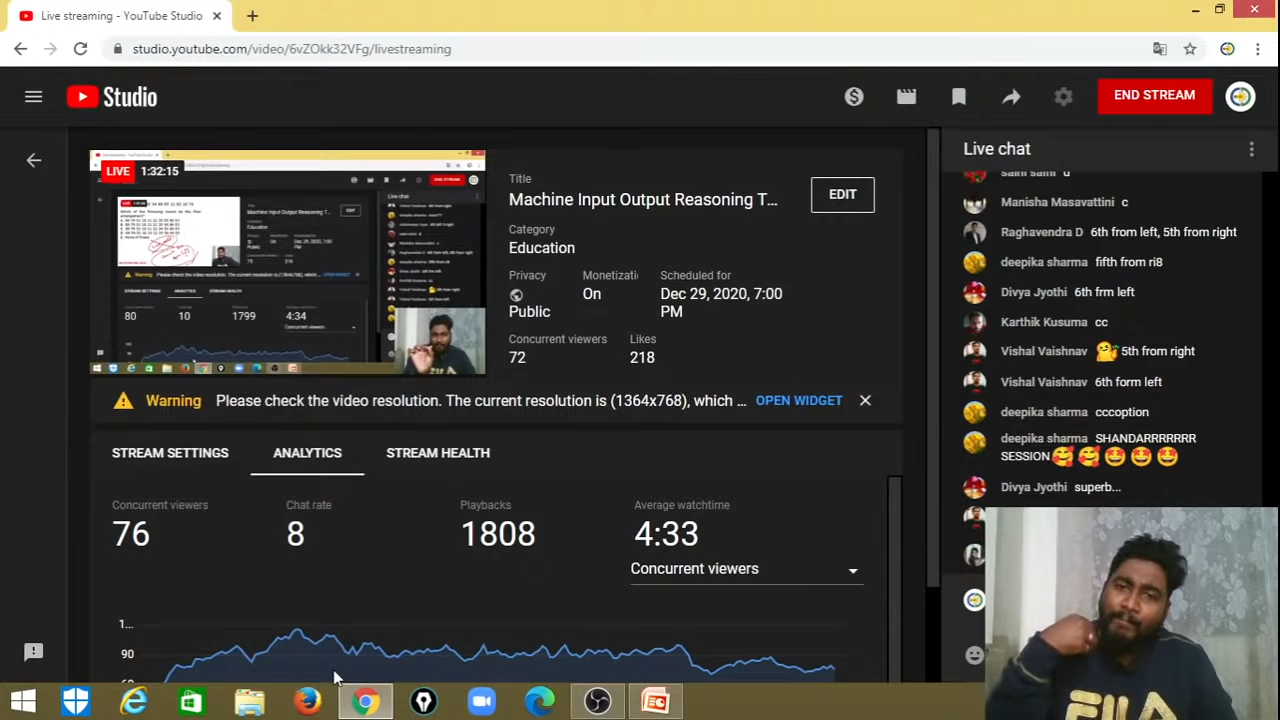 Live streaming - YouTube Studio
studio.youtube.com/video/6vZOkk32VFg/livestreaming
Studio
END STREAM
LIVE 1:32:15
Title
Machine Input Output Reasoning T...
EDIT
Category
Education
Privacy
Public
Monetizati
On
Scheduled for
Dec 29, 2020, 7:00
PM
Concurrent viewers
72
Likes
218
Warning Please check the video resolution. The current resolution is (1364x768), which ... OPEN WIDGET
STREAM SETTINGS
ANALYTICS
STREAM HEALTH
Concurrent viewers
76
Chat rate
8
Playbacks
1808
Average watchtime
4:33
Concurrent viewers
1...
90
Live chat
saini saini d
Manisha Masavattini c
Raghavendra D 6th from left, 5th from right
deepika sharma fifth from ri8
Divya Jyothi 6th frm left
Karthik Kusuma cc
Vishal Vaishnav 5th from right
Vishal Vaishnav 6th form left
deepika sharma cccoption
deepika sharma SHANDARRRRRRR
SESSION
Divya Jyothi superb...
FILA